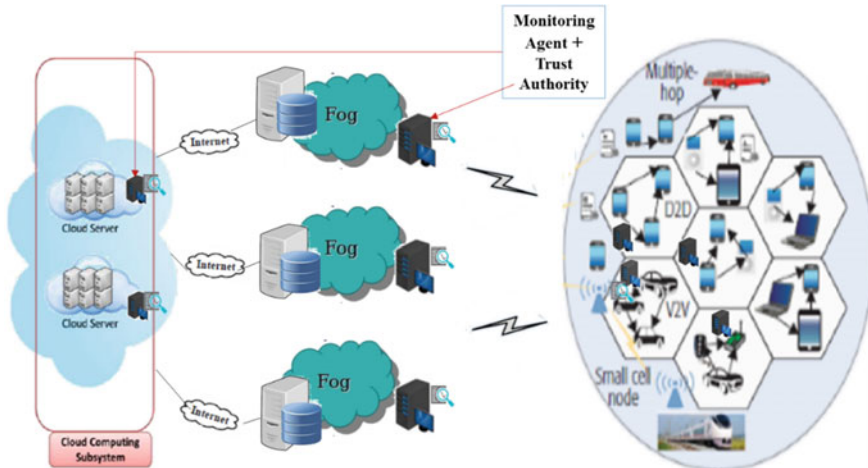 Monitoring
Agent +
Trust
Authority
Multiple-
hop
Fog
Internet
D2D
Cloud Server
Fog
Internet
V2V
Cloud Server
Small cell
node
Fog
Internet
Cloud Computing
Subsystem